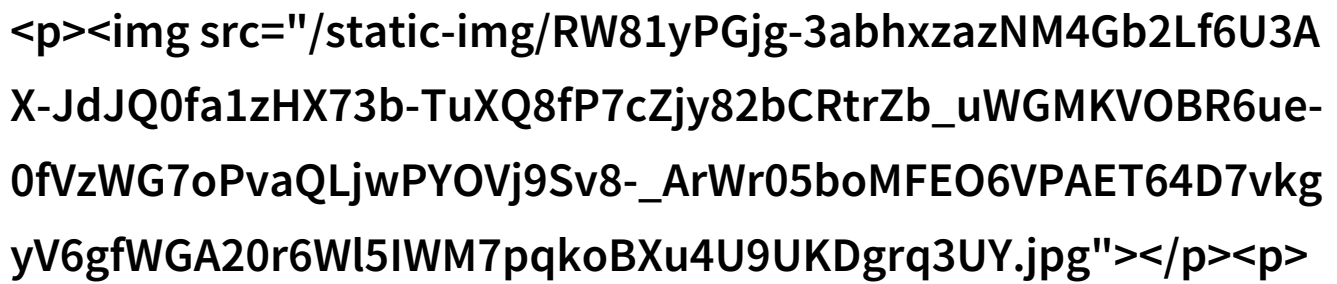 <p><img src="/static-img/RW81yPGjg-3abhxzazNM4Gb2Lf6U3A
X-JdJQ0fa1zHX73b-TuXQ8fP7cZjy82bCRtrZb_uWGMKVOBR6ue-
0fVzWG7oPvaQLjwPYOVj9Sv8-_ArWr05boMFEO6VPAET64D7vkg
yV6gfWGA20r6Wl5IWM7pqkoBXu4U9UKDgrq3UY.jpg"></p><p>